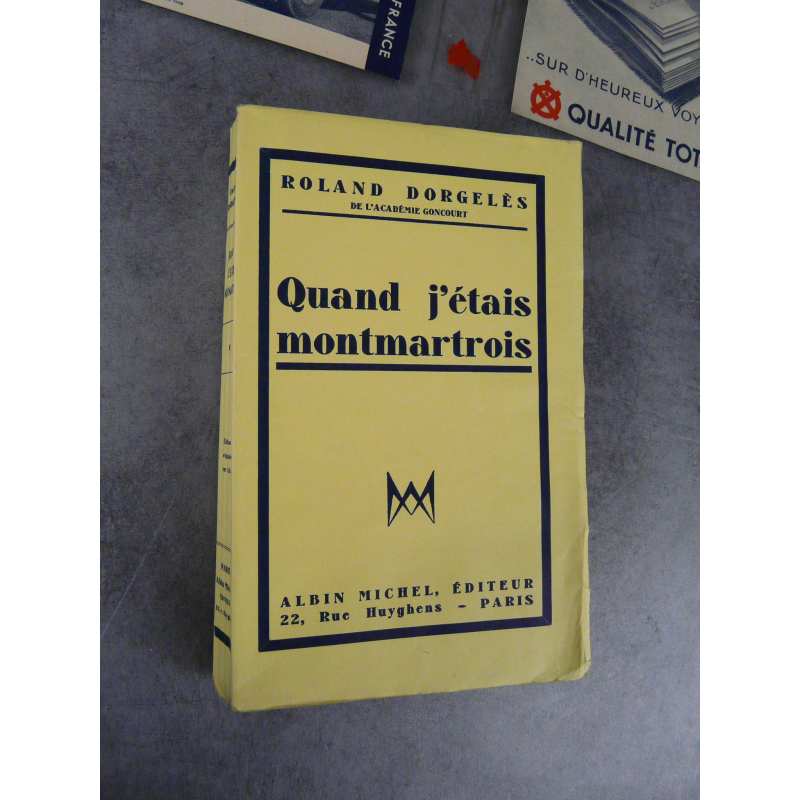 FRANCE
..SUR D'HEUREUX VOY
QUALITÉ TOT
ROLAND DORGELÈS
DE L'ACADÉMIE GONCOURT
Quand j'étais
montmartrois
ALBIN MICHEL, ÉDITEUR
22, Rue Huyghens – PARIS